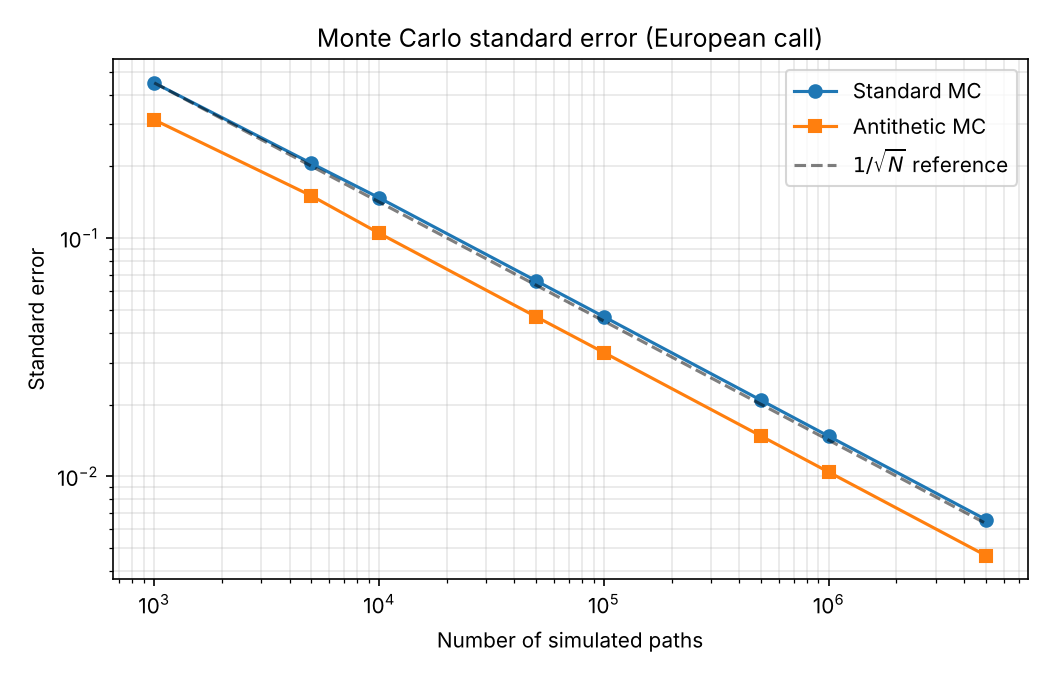 Monte Carlo standard error (European call)
Standard MC
Antithetic MC
1/√N reference
Standard error
10⁻¹
10⁻²
10³
10⁴
10⁵
10⁶
Number of simulated paths